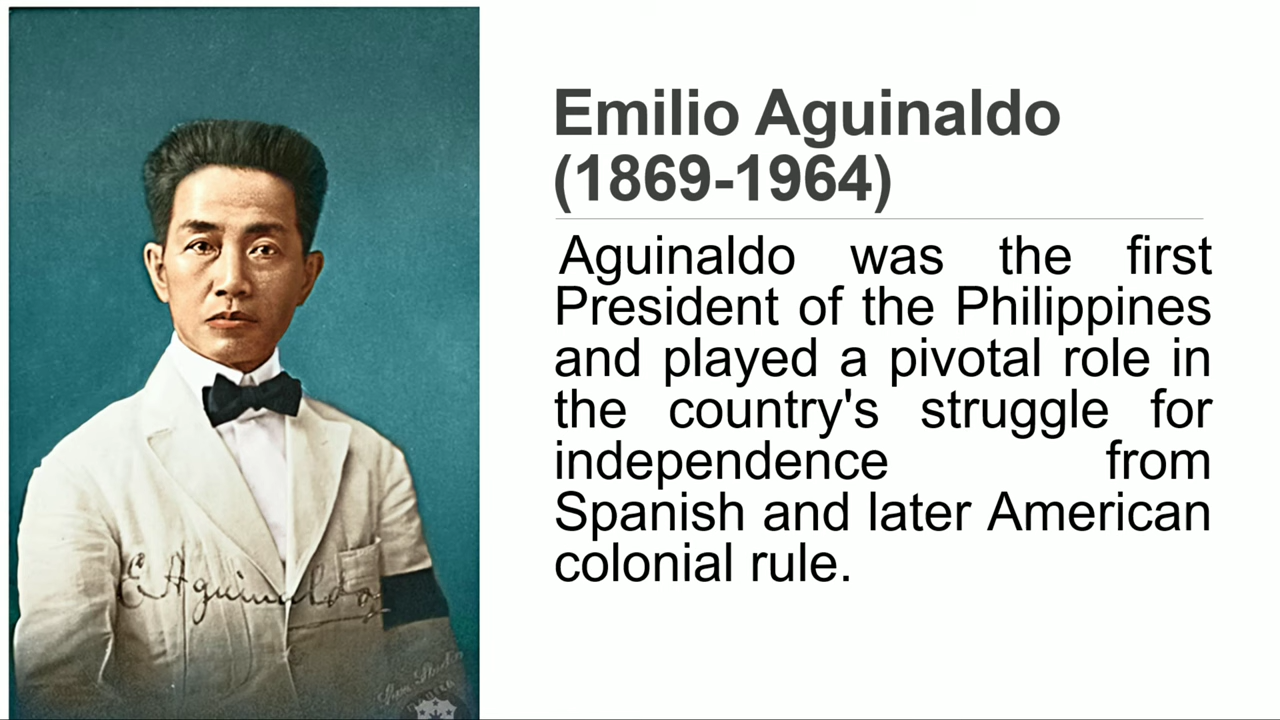 Emilio Aguinaldo
(1869-1964)
Aguinaldo was the first
President of the Philippines
and played a pivotal role in
the country's struggle for
independence from
Spanish and later American
colonial rule.
E Aguinaldo